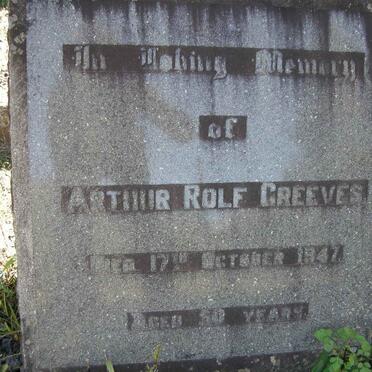 In Loving Memory
of
ARTHUR ROLF GREEVES
DIED 17TH OCTOBER 1947.
AGED 50 YEARS.